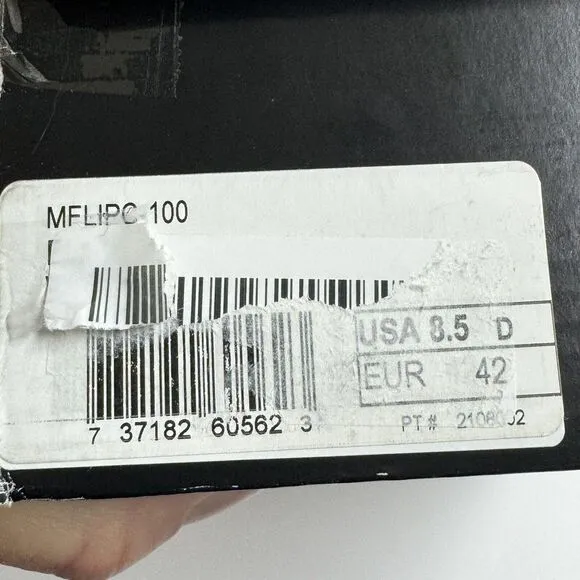 MFLIPC-100
USA 8.5 D
EUR 42
7 37182 60562 3
PT#